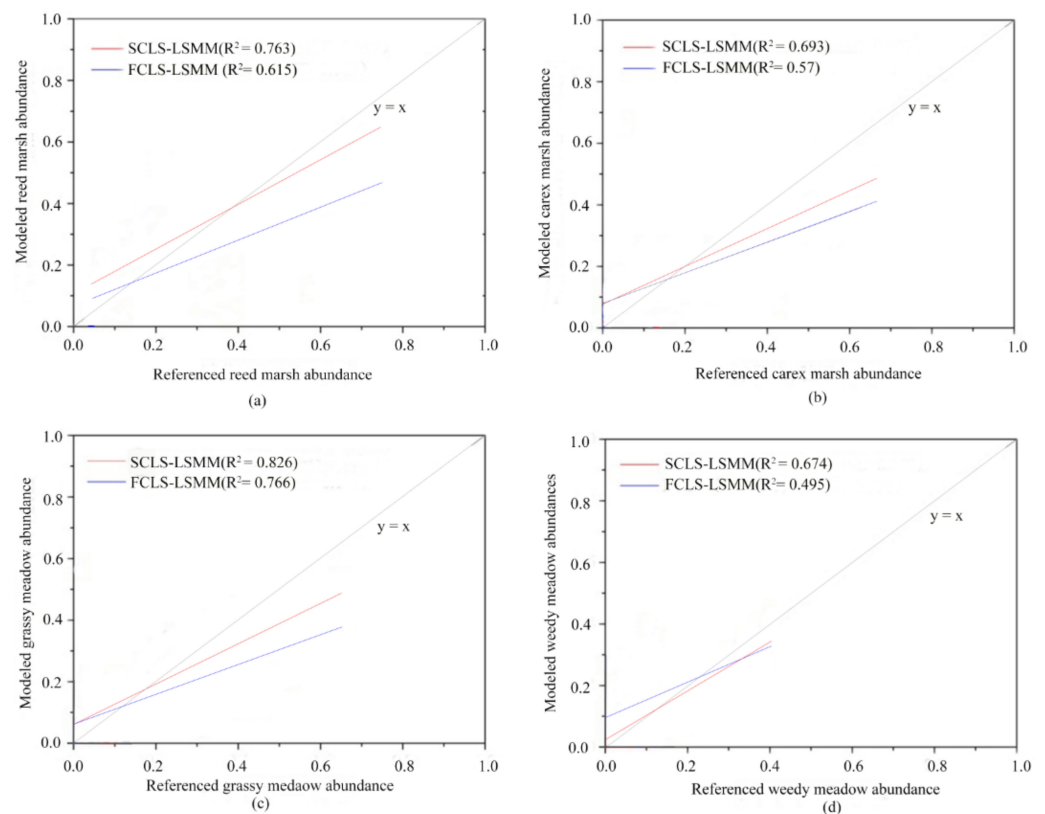 1.0
SCLS-LSMM(R² = 0.763)
FCLS-LSMM (R²= 0.615)
0.8
y = x
0.6
0.4
0.2
0.0
0.0 0.2 0.4 0.6 0.8 1.0
Modeled reed marsh abundance
Referenced reed marsh abundance
(a)
1.0
SCLS-LSMM(R² = 0.693)
FCLS-LSMM(R²= 0.57)
0.8
y = x
0.6
0.4
0.2
0.0
0.0 0.2 0.4 0.6 0.8 1.0
Modeled carex marsh abundance
Referenced carex marsh abundance
(b)
1.0
SCLS-LSMM(R² = 0.826)
FCLS-LSMM(R²= 0.766)
0.8
y = x
0.6
0.4
0.2
0.0
0.0 0.2 0.4 0.6 0.8 1.0
Modeled grassy meadow abundance
Referenced grassy medaow abundance
(c)
1.0
SCLS-LSMM(R² = 0.674)
FCLS-LSMM(R²= 0.495)
0.8
y = x
0.6
0.4
0.2
0.0
0.0 0.2 0.4 0.6 0.8 1.0
Modeled weedy meadow abundances
Referenced weedy meadow abundance
(d)